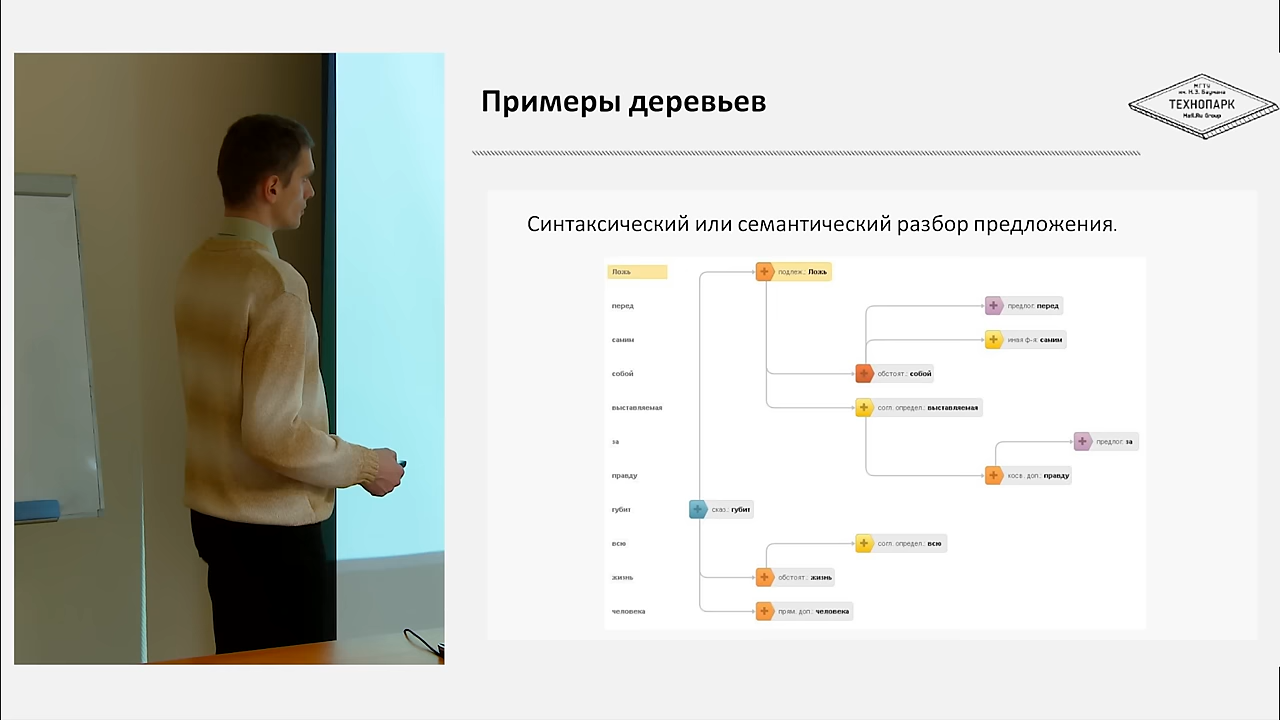 Примеры деревьев
МГТУ
им. Н.Э. Баумана
ТЕХНОПАРК
Mail.Ru Group
Синтаксический или семантический разбор предложения.
Ложь
подлеж.: Ложь
перед
предлог: перед
самим
иная ф-я: самим
собой
обстоят.: собой
выставляемая
согл. определ.: выставляемая
за
предлог: за
правду
косв. доп.: правду
губит
сказ.: губит
всю
согл. определ.: всю
жизнь
обстоят.: жизнь
человека
прям. доп.: человека